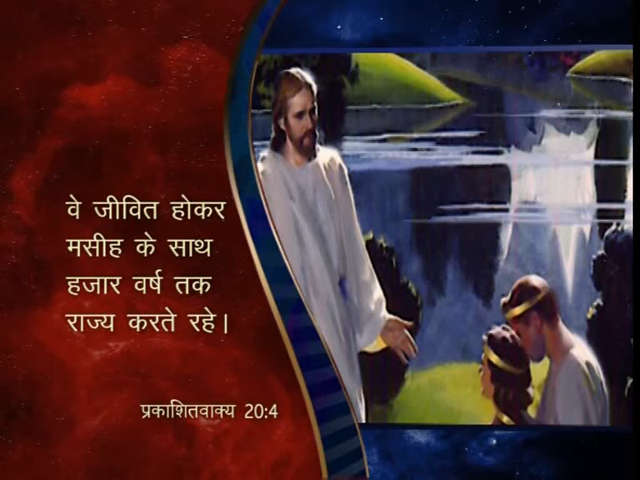 वे जीवित होकर
मसीह के साथ
हजार वर्ष तक
राज्य करते रहे।
प्रकाशितवाक्य 20:4